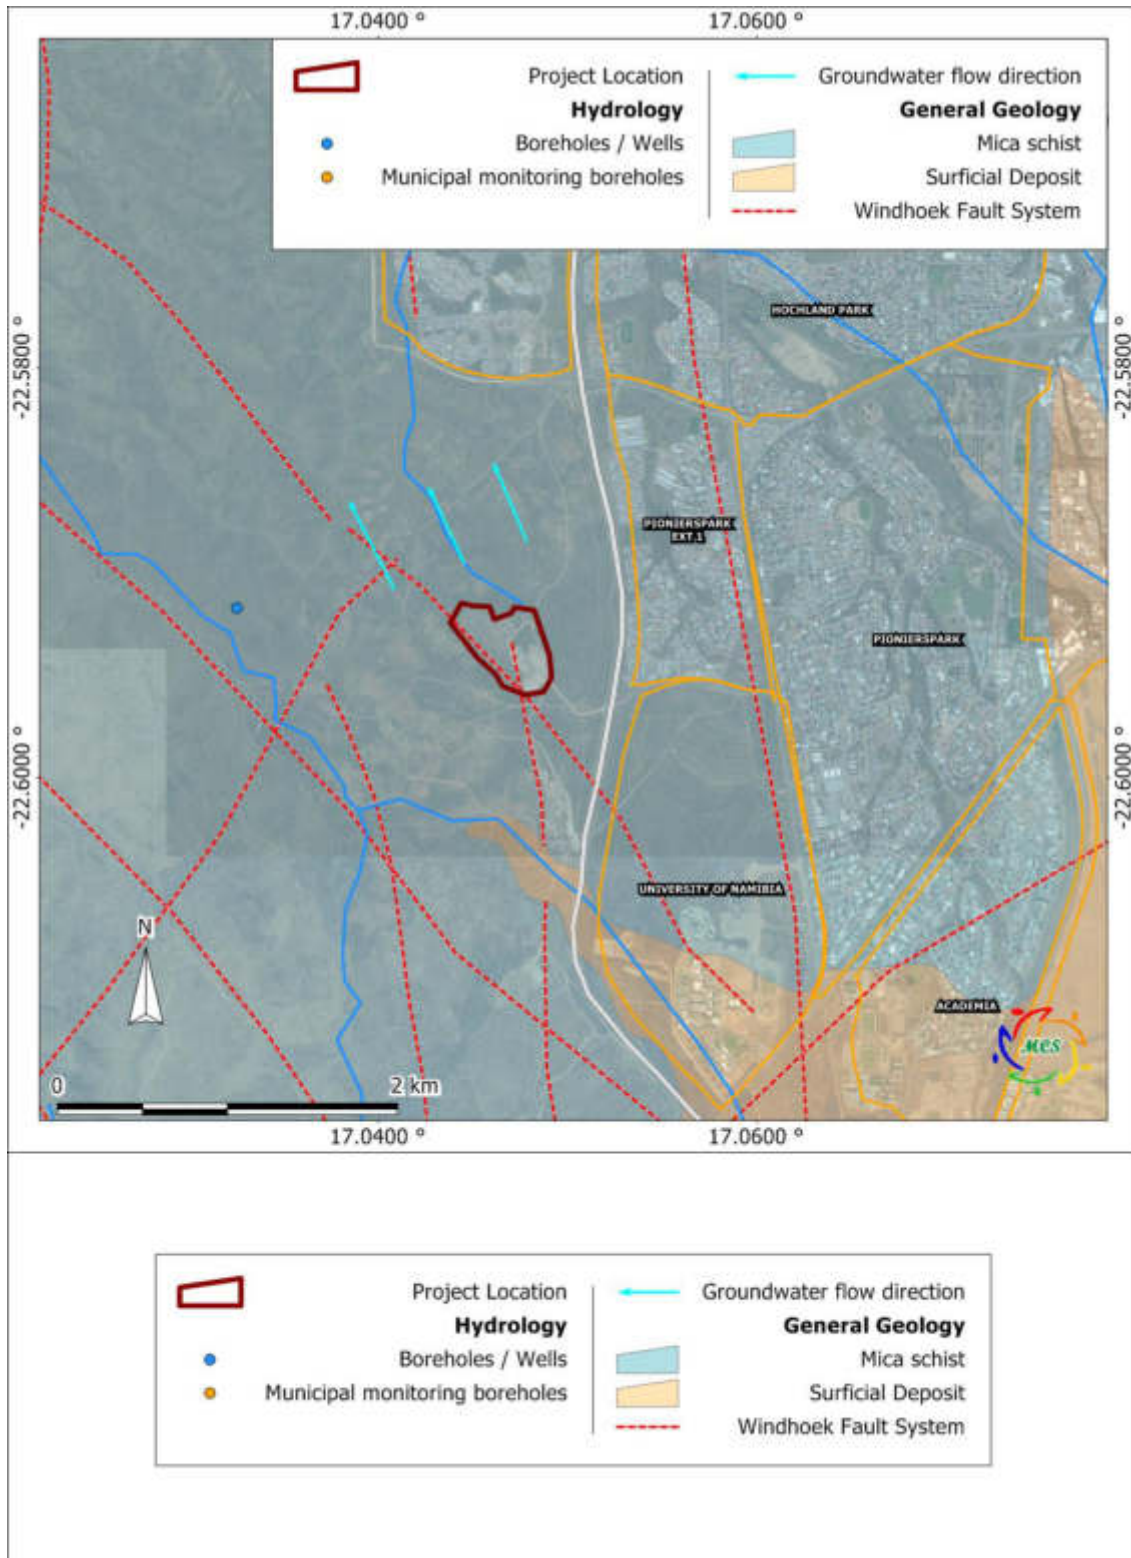 17.0400 °
17.0600 °
Project Location
Hydrology
Boreholes / Wells
Municipal monitoring boreholes
Groundwater flow direction
General Geology
Mica schist
Surficial Deposit
Windhoek Fault System
-22.5800 °
-22.5800 °
HOCHLAND PARK
PIONIERSPARK
EXT.1
PIONIERSPARK
-22.6000 °
-22.6000 °
UNIVERSITY OF NAMIBIA
N
ACADEMIA
MCS
0
2 km
17.0400 °
17.0600 °
Project Location
Hydrology
Boreholes / Wells
Municipal monitoring boreholes
Groundwater flow direction
General Geology
Mica schist
Surficial Deposit
Windhoek Fault System